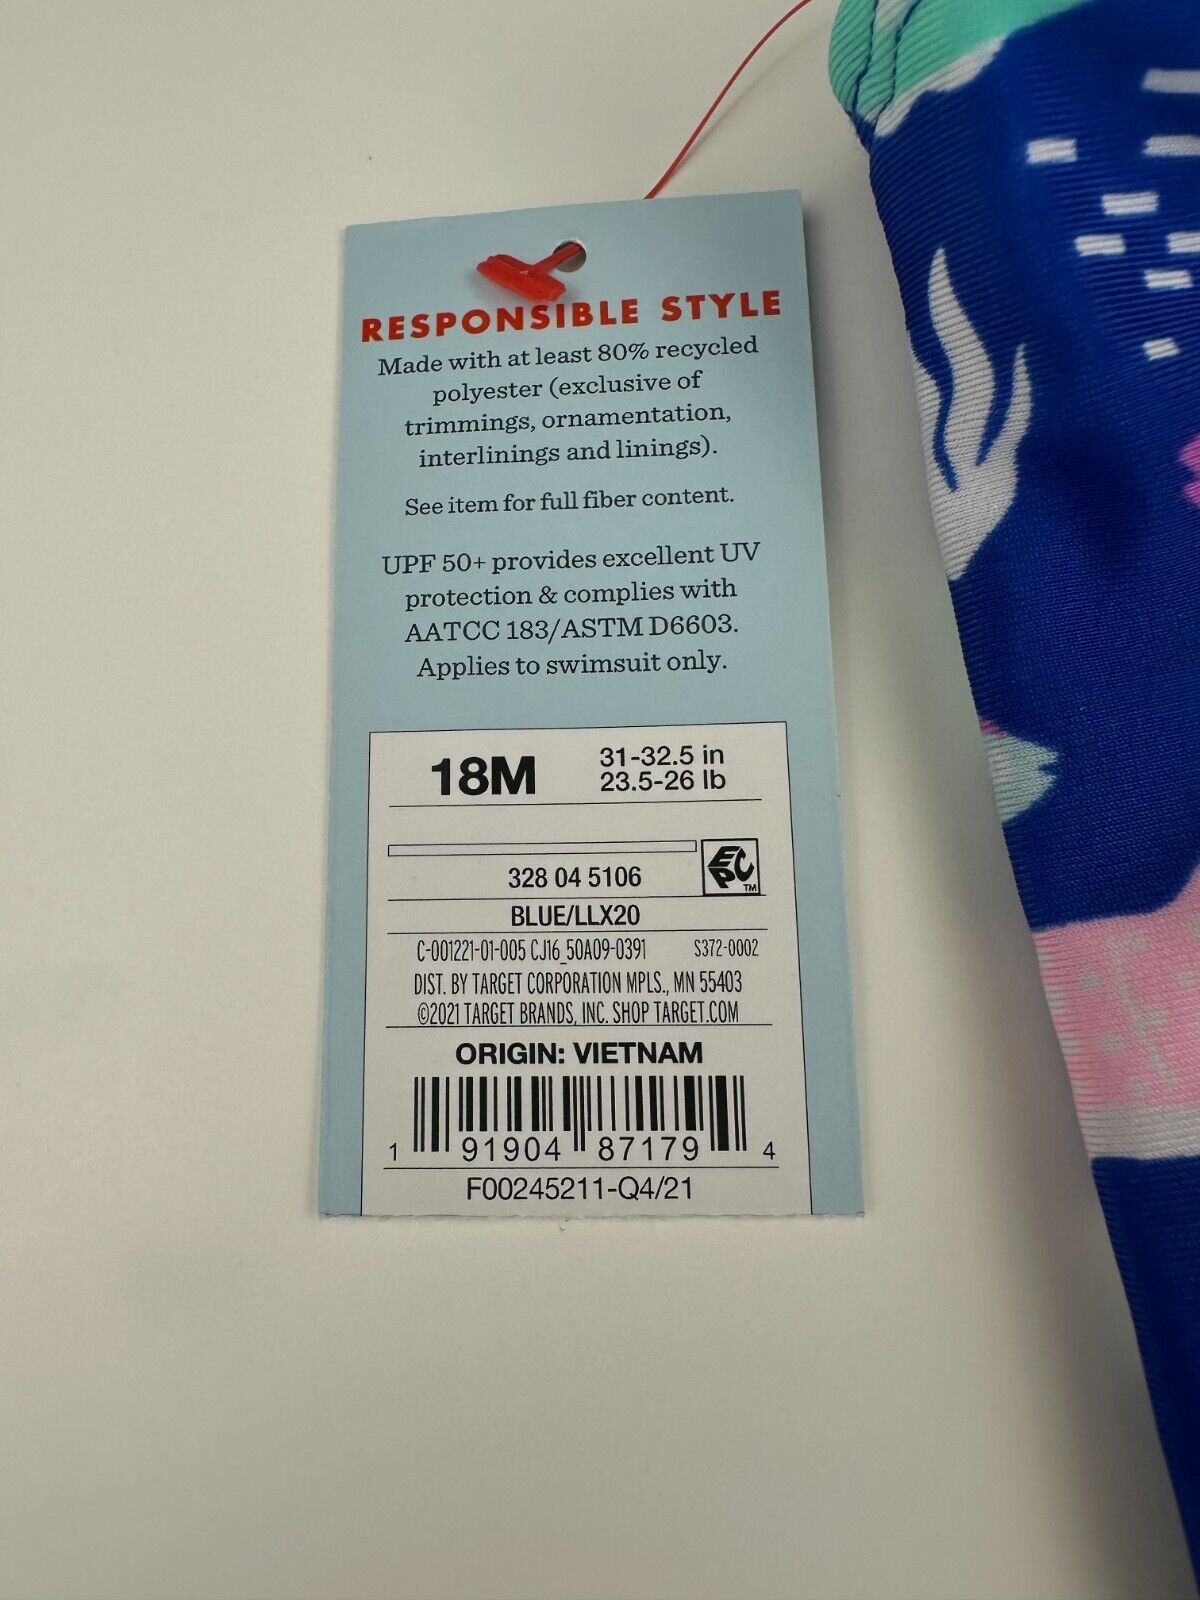 RESPONSIBLE STYLE
Made with at least 80% recycled
polyester (exclusive of
trimmings, ornamentation,
interlinings and linings).
See item for full fiber content.
UPF 50+ provides excellent UV
protection & complies with
AATCC 183/ASTM D6603.
Applies to swimsuit only.
18M
31-32.5 in
23.5-26 lb
EPC
TM
328 04 5106
BLUE/LLX20
C-001221-01-005 CJ16_50A09-0391 S372-0002
DIST. BY TARGET CORPORATION MPLS., MN 55403
©2021 TARGET BRANDS, INC. SHOP TARGET.COM
ORIGIN: VIETNAM
1 91904 87179 4
F00245211-Q4/21